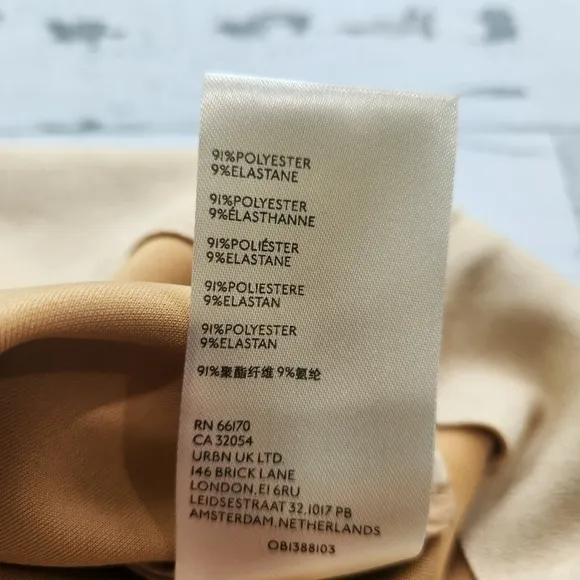 91%POLYESTER
9%ELASTANE
91%POLYESTER
9%ÉLASTHANNE
91%POLIÉSTER
9%ELASTANE
91%POLIESTERE
9%ELASTAN
91%POLYESTER
9%ELASTAN
91%聚酯纤维 9%氨纶
RN 66170
CA 32054
URBN UK LTD.
146 BRICK LANE
LONDON, E1 6RU
LEIDSESTRAAT 32, 1017 PB
AMSTERDAM, NETHERLANDS
OB1388103